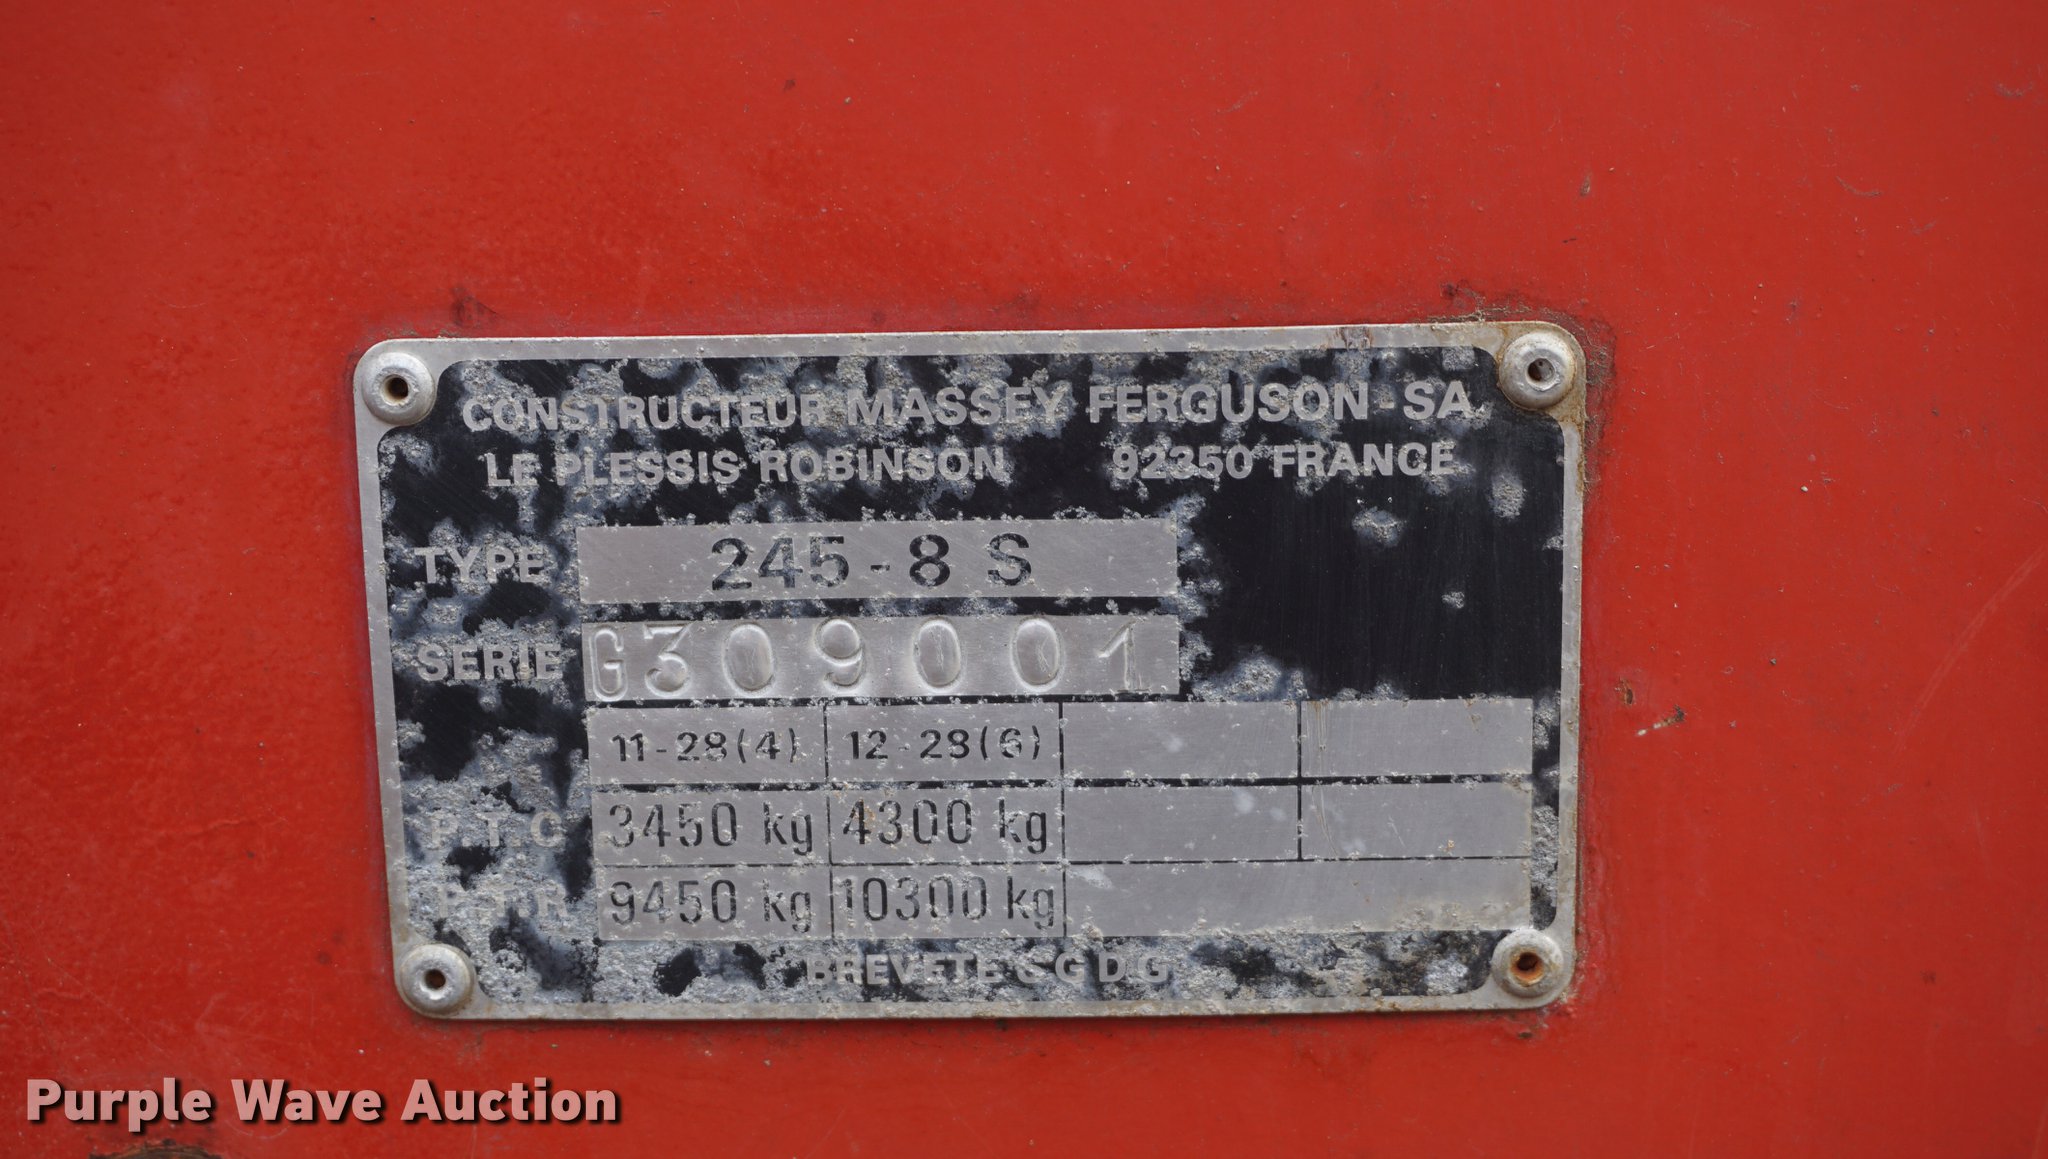 CONSTRUCTEUR MASSEY FERGUSON-SA
LE PLESSIS ROBINSON 92350 FRANCE
TYPE 245-8 S
SERIE G309001
11-28(4) 12-28(6)
P.T.C 3450 kg 4300 kg
P.T.R 9450 kg 10300 kg
BREVETE S G D G
Purple Wave Auction